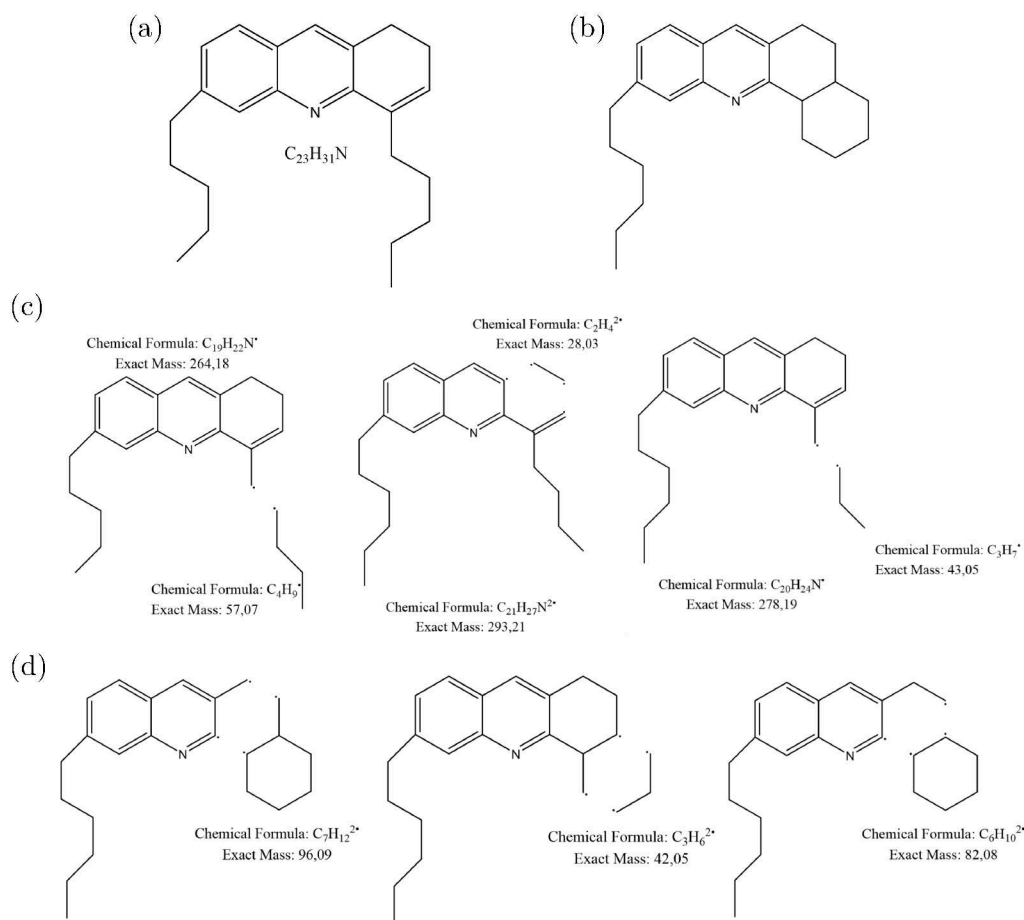 (a)
(b)
N
C₂₃H₃₁N
N
(c)
Chemical Formula: C₁₉H₂₂N•
Exact Mass: 264,18
N
Chemical Formula: C₄H₉•
Exact Mass: 57,07
Chemical Formula: C₂H₄²•
Exact Mass: 28,03
N
Chemical Formula: C₂₁H₂₇N²•
Exact Mass: 293,21
N
Chemical Formula: C₃H₇•
Exact Mass: 43,05
Chemical Formula: C₂₀H₂₄N•
Exact Mass: 278,19
(d)
N
Chemical Formula: C₇H₁₂²•
Exact Mass: 96,09
N
Chemical Formula: C₃H₆²•
Exact Mass: 42,05
N
Chemical Formula: C₆H₁₀²•
Exact Mass: 82,08